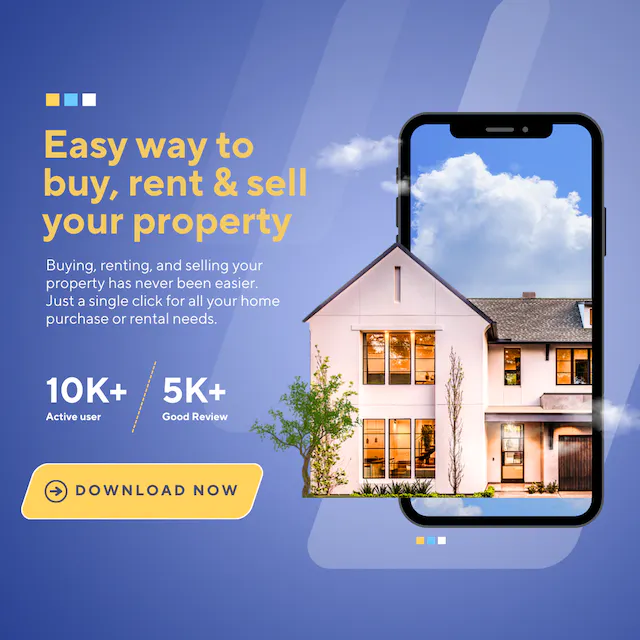 Easy way to
buy, rent & sell
your property
Buying, renting, and selling your
property has never been easier.
Just a single click for all your home
purchase or rental needs.
10K+
Active user
5K+
Good Review
DOWNLOAD NOW